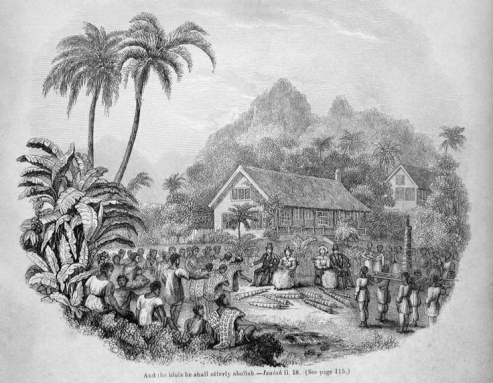 And the idols he shall utterly abolish.—Isaiah ii. 18. (See page 115.)